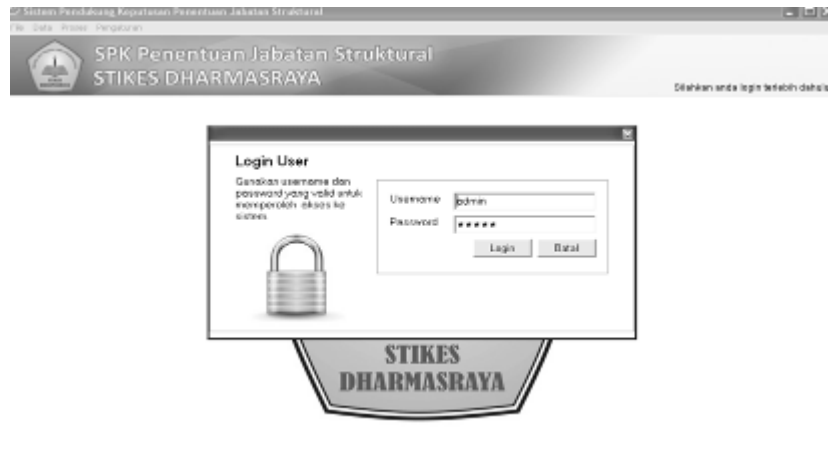 Sistem Pendukung Keputusan Penentuan Jabatan Struktural
File Data Proses Pengaturan
SPK Penentuan Jabatan Struktural
STIKES DHARMASRAYA
Silahkan anda login terlebih dahulu
Login User
Gunakan username dan
password yang valid untuk
memperoleh akses ke
sistem.
Username admin
Password *****
Login Batal
STIKES
DHARMASRAYA